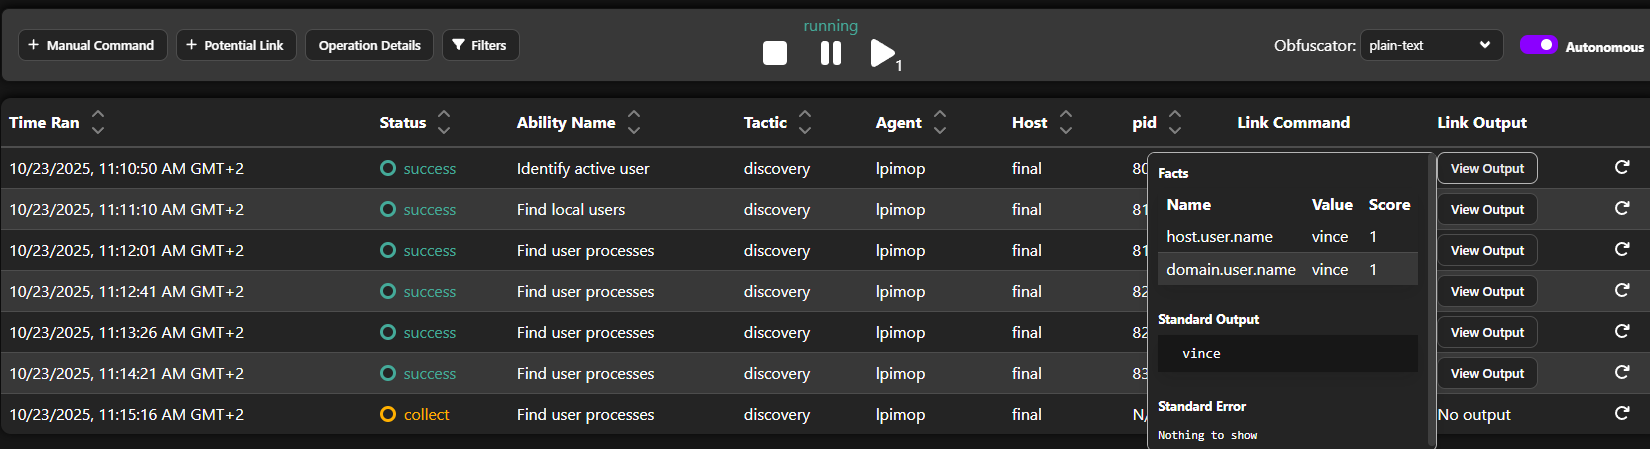 running
+ Manual Command + Potential Link Operation Details Filters 1 Obfuscator: plain-text Autonomous
Time Ran Status Ability Name Tactic Agent Host pid Link Command Link Output
10/23/2025, 11:10:50 AM GMT+2 success Identify active user discovery lpimop final 80 View Output
10/23/2025, 11:11:10 AM GMT+2 success Find local users discovery lpimop final 81 View Output
10/23/2025, 11:12:01 AM GMT+2 success Find user processes discovery lpimop final 81 View Output
10/23/2025, 11:12:41 AM GMT+2 success Find user processes discovery lpimop final 82 View Output
10/23/2025, 11:13:26 AM GMT+2 success Find user processes discovery lpimop final 82 View Output
10/23/2025, 11:14:21 AM GMT+2 success Find user processes discovery lpimop final 83 View Output
10/23/2025, 11:15:16 AM GMT+2 collect Find user processes discovery lpimop final N/ No output
Facts
Name Value Score
host.user.name vince 1
domain.user.name vince 1
Standard Output
vince
Standard Error
Nothing to show